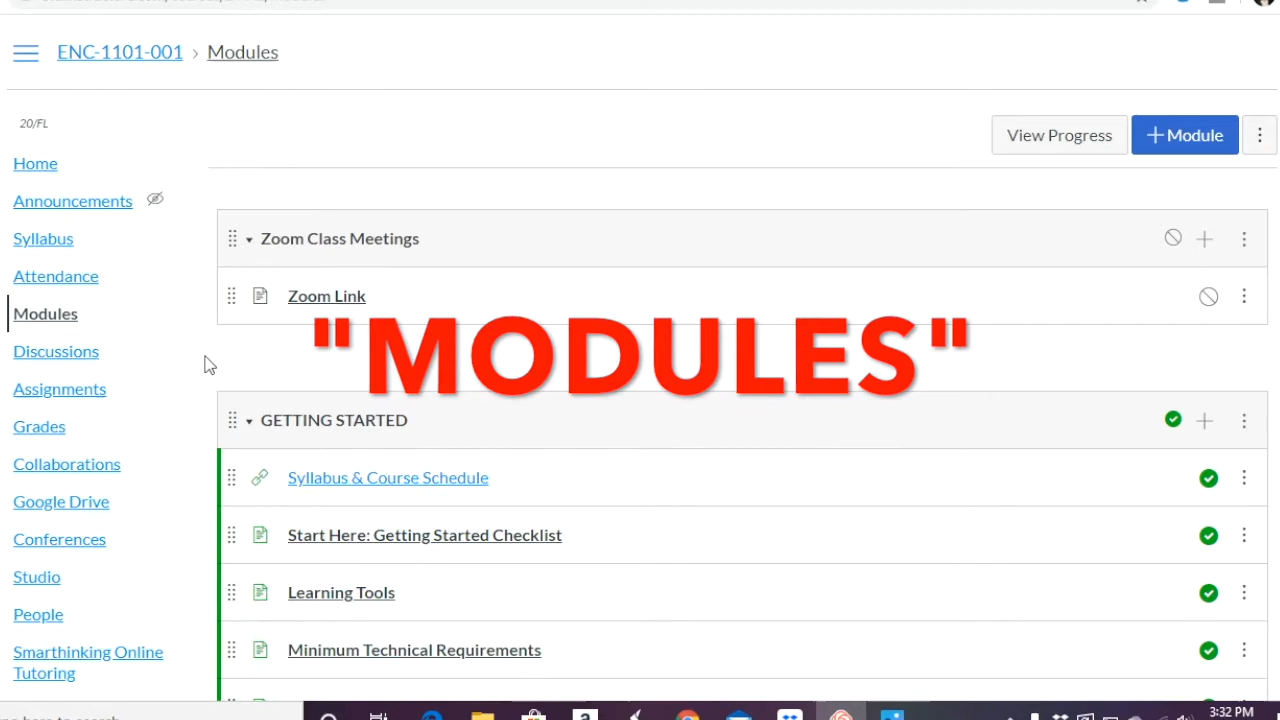 ENC-1101-001 › Modules
20/FL
View Progress
+ Module
Home
Announcements
Syllabus
Attendance
Modules
Discussions
Assignments
Grades
Collaborations
Google Drive
Conferences
Studio
People
Smarthinking Online
Tutoring
Zoom Class Meetings
Zoom Link
"MODULES"
GETTING STARTED
Syllabus & Course Schedule
Start Here: Getting Started Checklist
Learning Tools
Minimum Technical Requirements
3:32 PM